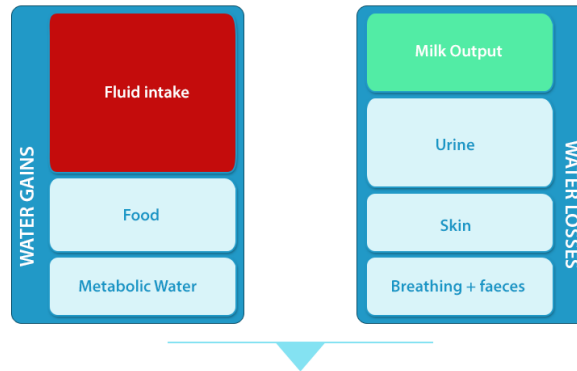 WATER GAINS
Fluid intake
Food
Metabolic Water
Milk Output
Urine
Skin
Breathing + faeces
WATER LOSSES